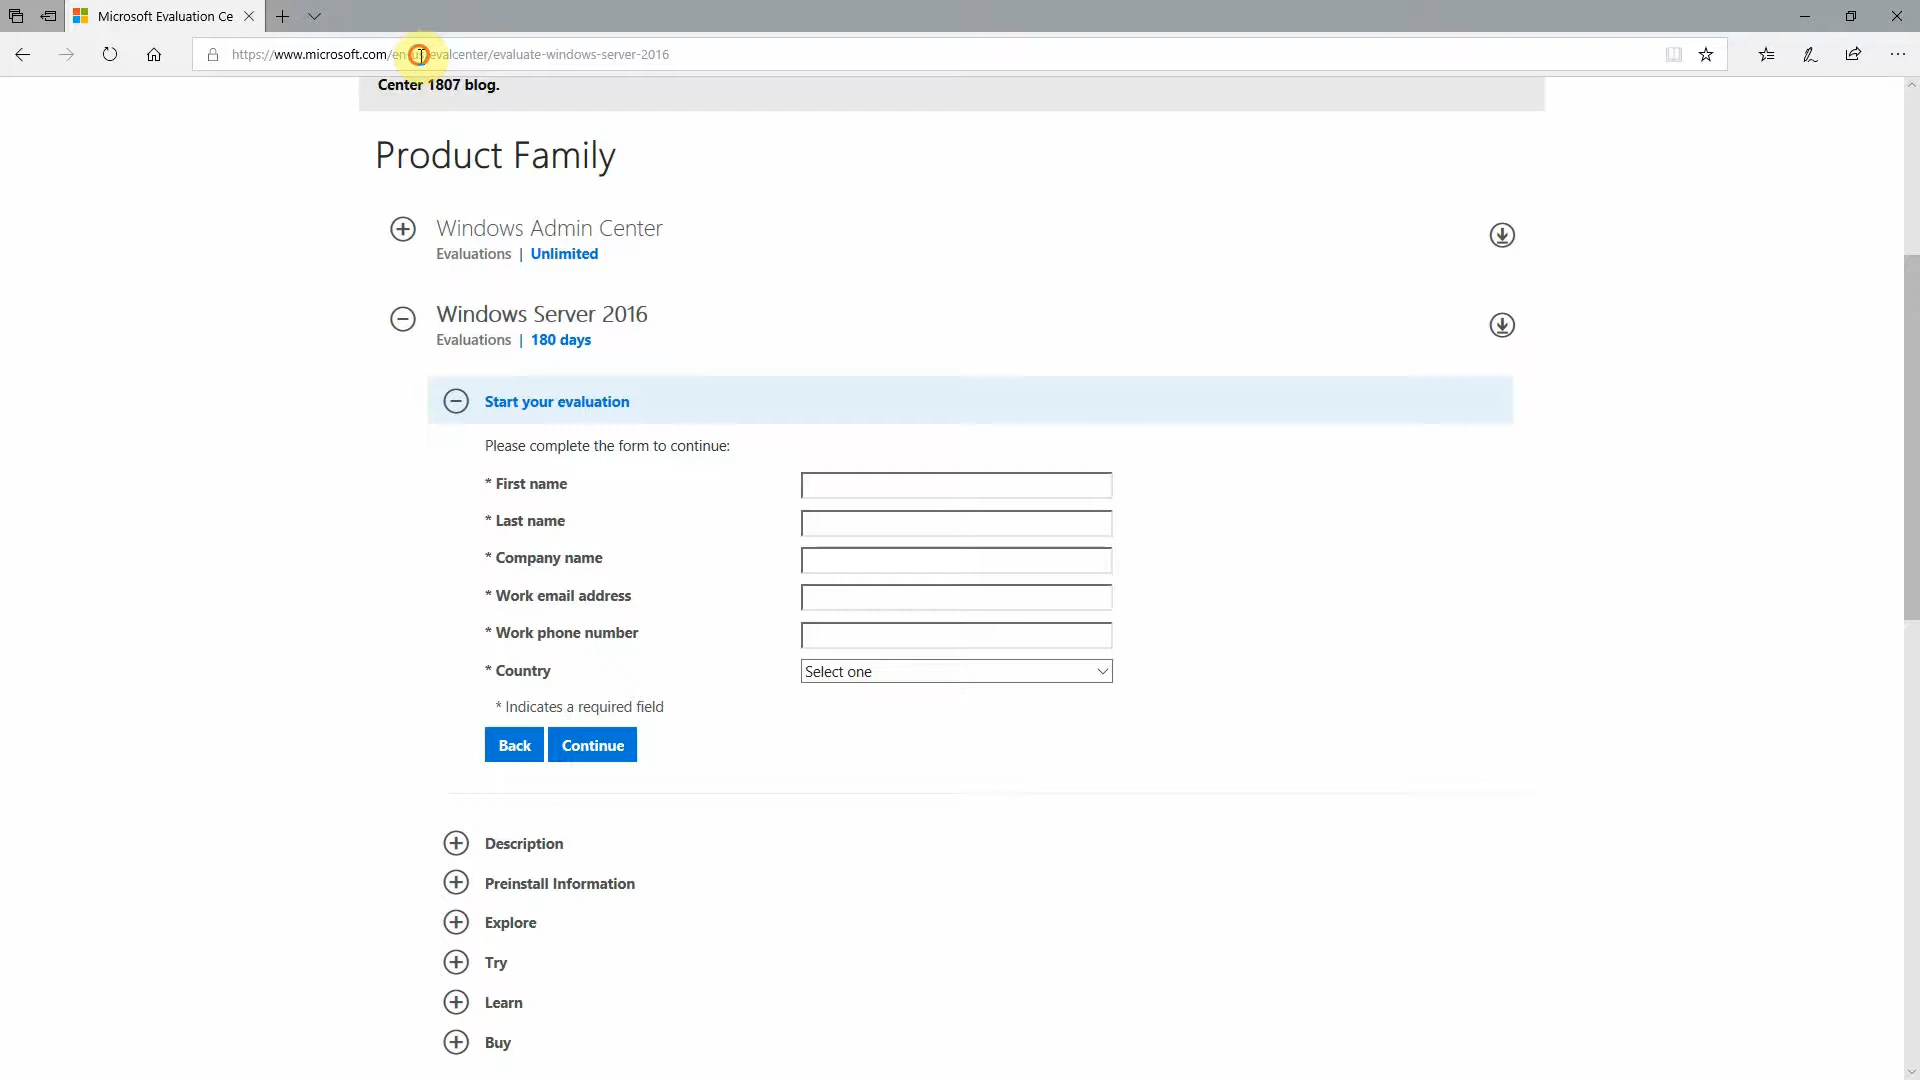 Microsoft Evaluation Ce
https://www.microsoft.com/en-us/evalcenter/evaluate-windows-server-2016
Center 1807 blog.
Product Family
Windows Admin Center
Evaluations | Unlimited
Windows Server 2016
Evaluations | 180 days
Start your evaluation
Please complete the form to continue:
* First name
* Last name
* Company name
* Work email address
* Work phone number
* Country Select one
* Indicates a required field
Back Continue
Description
Preinstall Information
Explore
Try
Learn
Buy